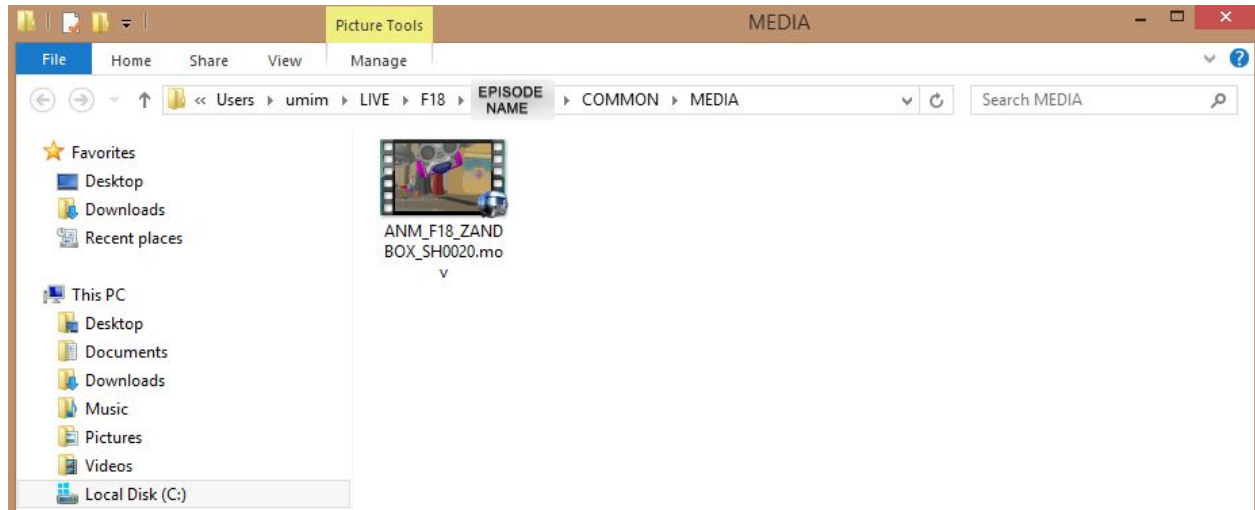 Picture Tools
MEDIA
File Home Share View Manage
« Users ▸ umim ▸ LIVE ▸ F18 ▸ EPISODE NAME ▸ COMMON ▸ MEDIA
Search MEDIA
Favorites
Desktop
Downloads
Recent places
This PC
Desktop
Documents
Downloads
Music
Pictures
Videos
Local Disk (C:)
ANM_F18_ZAND
BOX_SH0020.mo
v